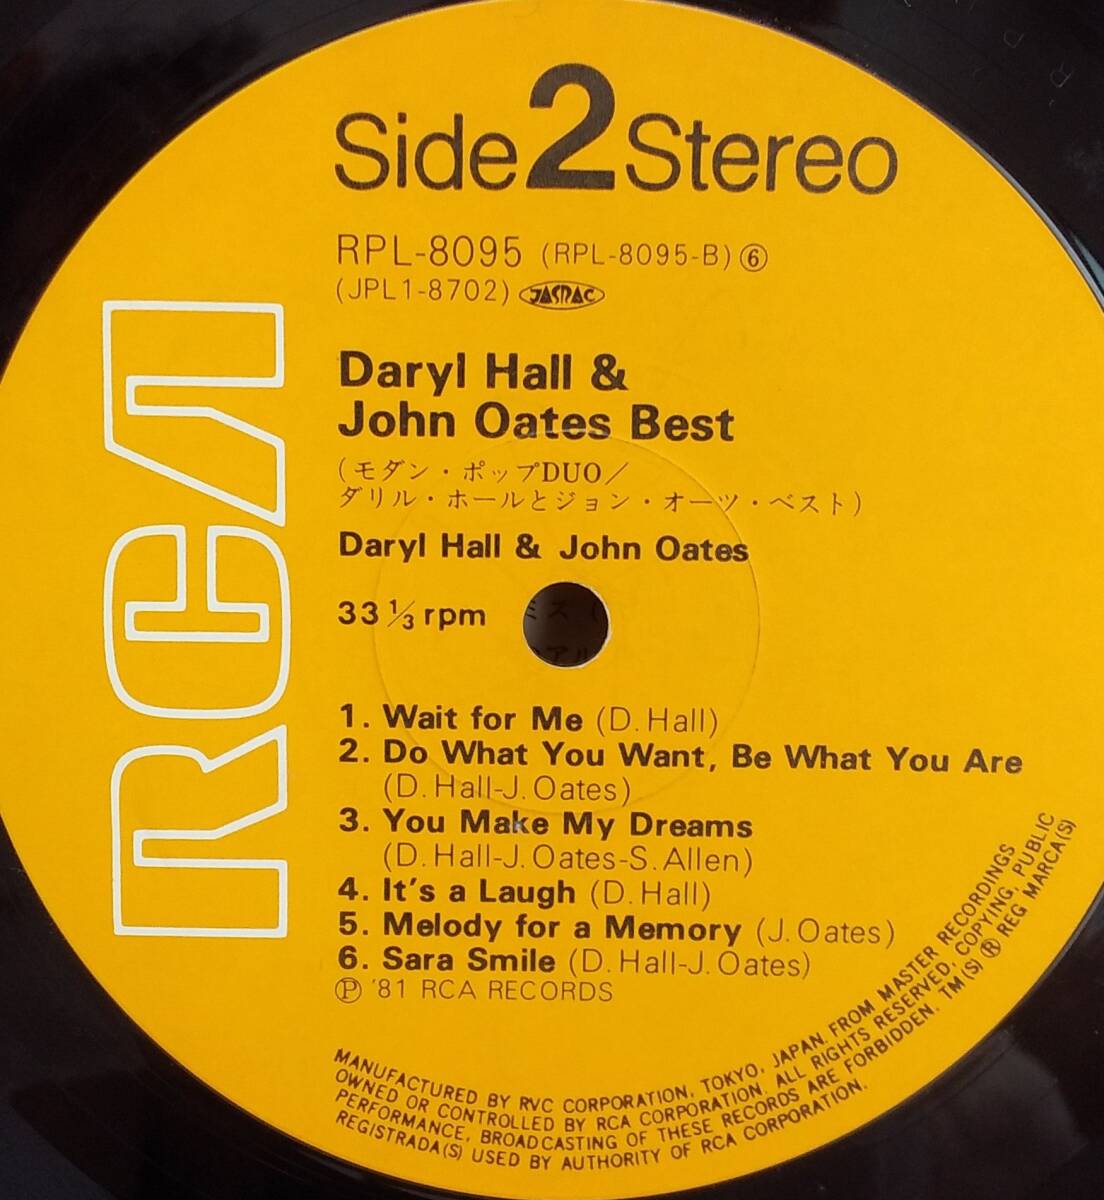 Side 2 Stereo
RPL-8095 (RPL-8095-B) ⑥
(JPL1-8702) JASRAC
RCA
Daryl Hall &
John Oates Best
(モダン・ポップDUO/
ダリル・ホールとジョン・オーツ・ベスト)
Daryl Hall & John Oates
33 1/3 rpm
1. Wait for Me (D. Hall)
2. Do What You Want, Be What You Are
(D. Hall-J. Oates)
3. You Make My Dreams
(D. Hall-J. Oates-S. Allen)
4. It's a Laugh (D. Hall)
5. Melody for a Memory (J. Oates)
6. Sara Smile (D. Hall-J. Oates)
Ⓟ '81 RCA RECORDS
MANUFACTURED BY RVC CORPORATION, TOKYO, JAPAN. FROM MASTER RECORDINGS
OWNED OR CONTROLLED BY RCA CORPORATION. ALL RIGHTS RESERVED. COPYING, PUBLIC
PERFORMANCE, BROADCASTING OF THESE RECORDS ARE FORBIDDEN. TM(S) ® REG MARCA(S)
REGISTRADA(S) USED BY AUTHORITY OF RCA CORPORATION.